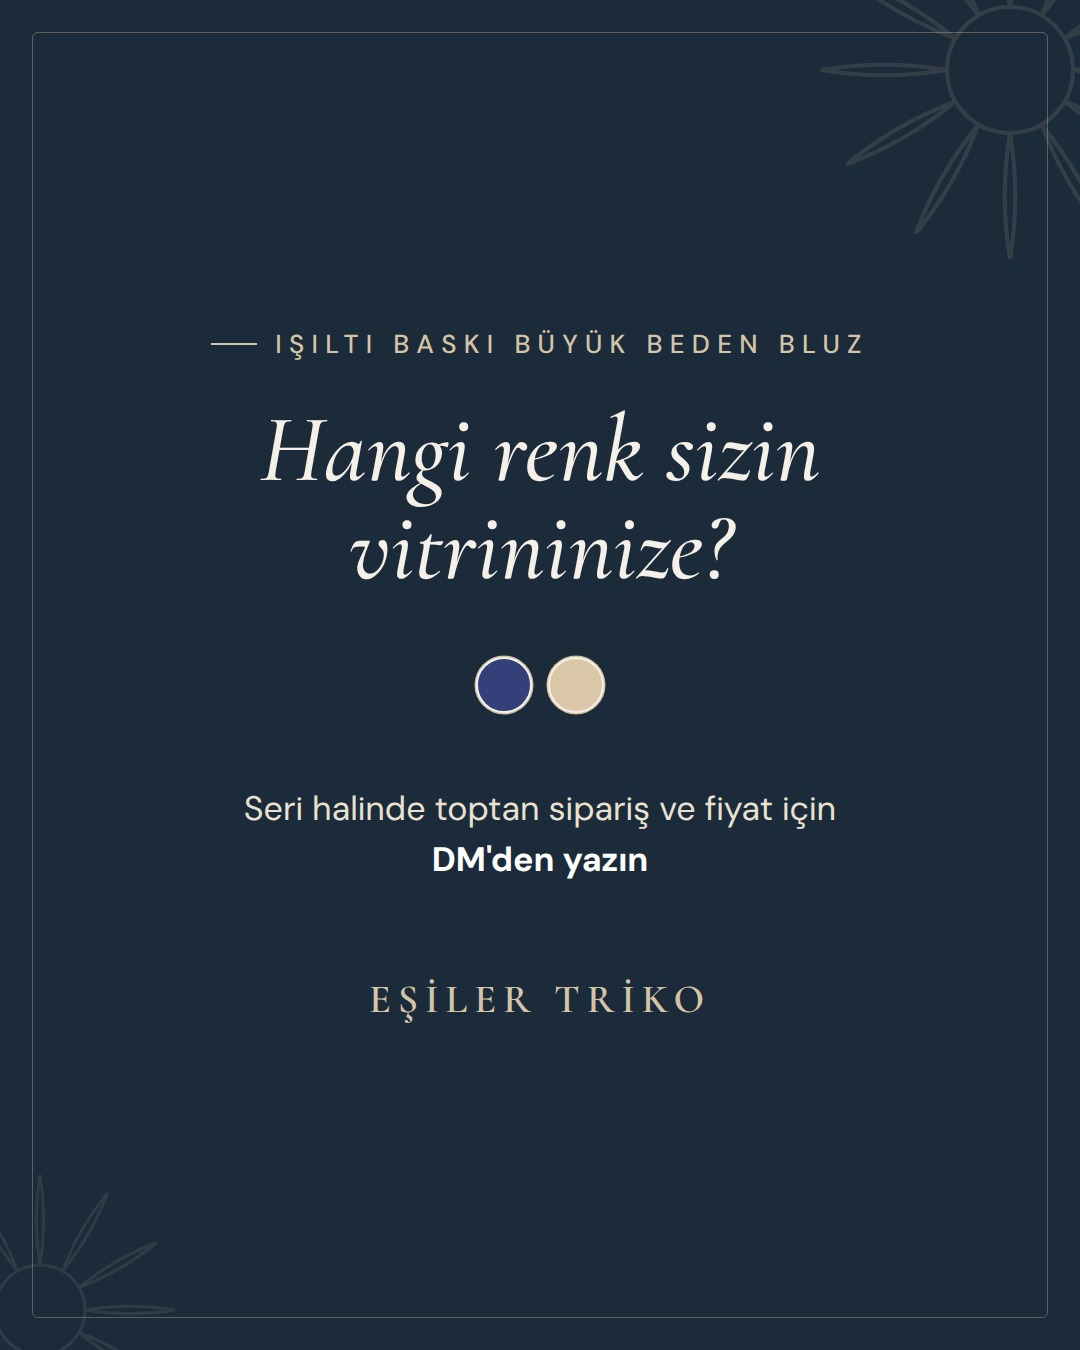 IŞILTI BASKI BÜYÜK BEDEN BLUZ
Hangi renk sizin
vitrininize?
Seri halinde toptan sipariş ve fiyat için
DM'den yazın
EŞİLER TRİKO